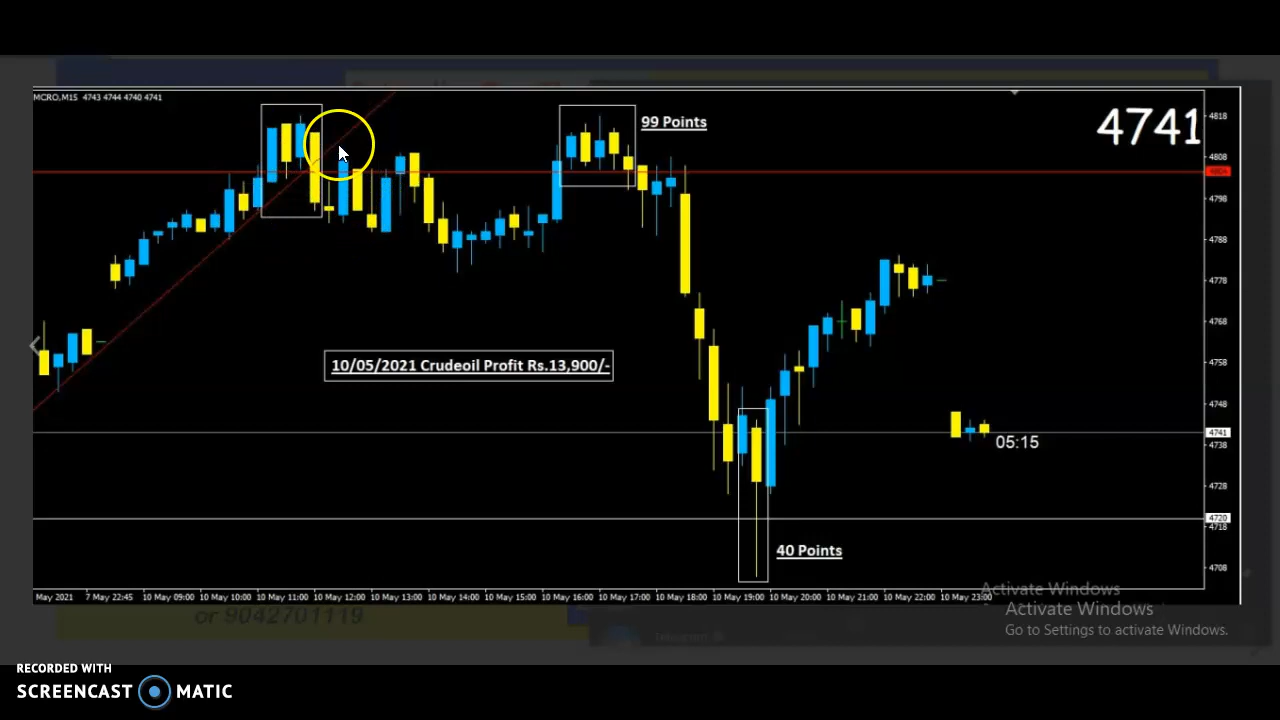 MCRO,M15 4743 4744 4740 4741
4741
99 Points
4818
4808
4804
4798
4788
4778
4768
10/05/2021 Crudeoil Profit Rs.13,900/-
4758
4748
4741
4738
05:15
4728
4720
4718
40 Points
4708
May 2021 7 May 22:45 10 May 09:00 10 May 10:00 10 May 11:00 10 May 12:00 10 May 13:00 10 May 14:00 10 May 15:00 10 May 16:00 10 May 17:00 10 May 18:00 10 May 19:00 10 May 20:00 10 May 21:00 10 May 22:00 10 May 23:00
Activate Windows
Activate Windows
Go to Settings to activate Windows.
or 9042701119
RECORDED WITH
SCREENCAST MATIC